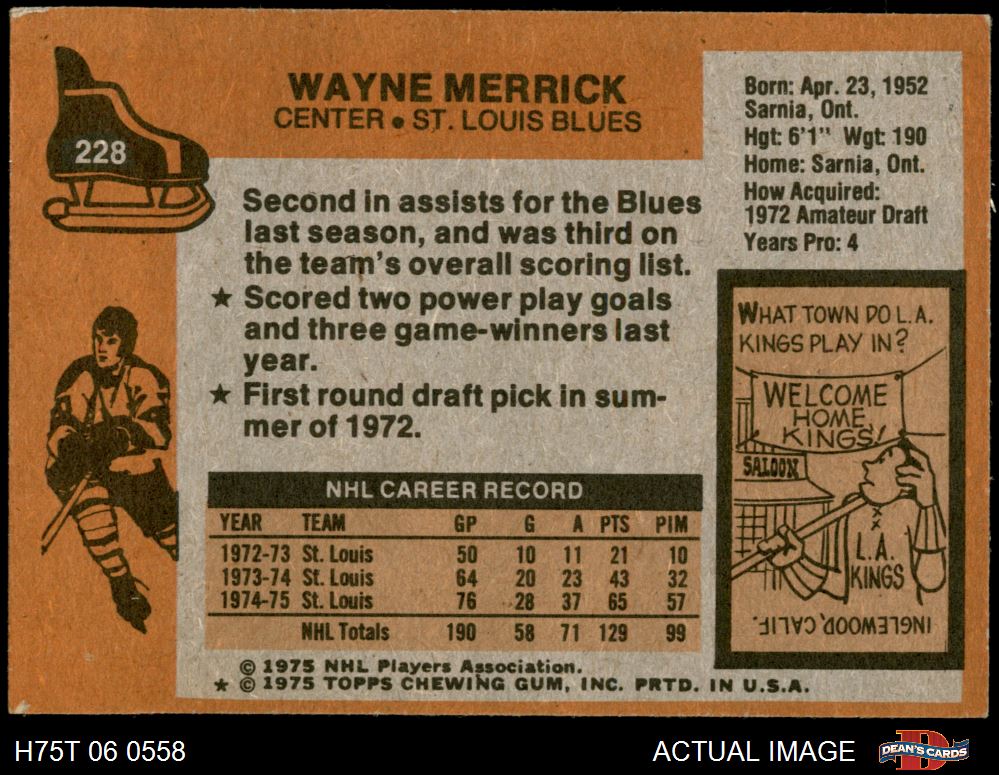 228
WAYNE MERRICK
CENTER • ST. LOUIS BLUES
Born: Apr. 23, 1952
Sarnia, Ont.
Hgt: 6'1" Wgt: 190
Home: Sarnia, Ont.
How Acquired:
1972 Amateur Draft
Years Pro: 4
Second in assists for the Blues
last season, and was third on
the team's overall scoring list.
★ Scored two power play goals
and three game-winners last
year.
★ First round draft pick in sum-
mer of 1972.
NHL CAREER RECORD
YEAR TEAM GP G A PTS PIM
1972-73 St. Louis 50 10 11 21 10
1973-74 St. Louis 64 20 23 43 32
1974-75 St. Louis 76 28 37 65 57
NHL Totals 190 58 71 129 99
© 1975 NHL Players Association.
★ © 1975 TOPPS CHEWING GUM, INC. PRTD. IN U.S.A.
WHAT TOWN DO L.A.
KINGS PLAY IN?
WELCOME
HOME,
KINGS!
SALOON
L.A.
KINGS
INGLEWOOD, CALIF.
H75T 06 0558
ACTUAL IMAGE
DEAN'S CARDS